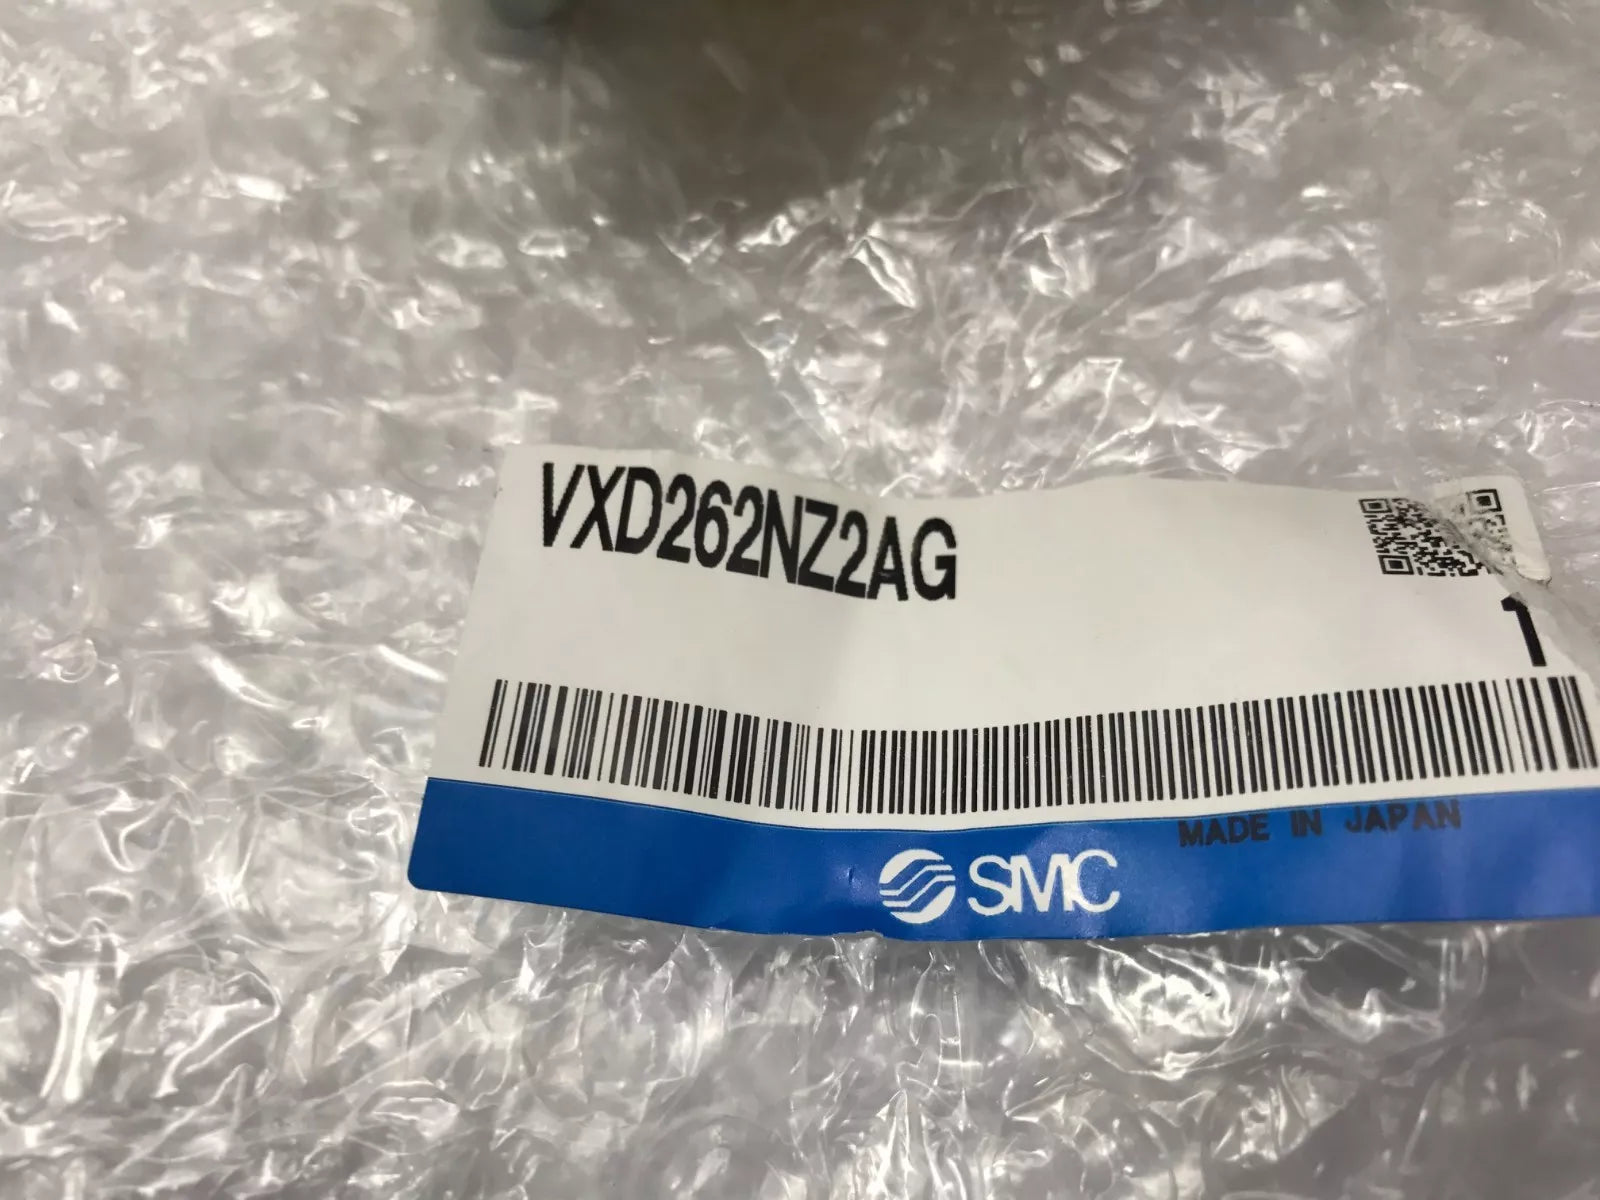 VXD262NZ2AG
1
MADE IN JAPAN
SMC